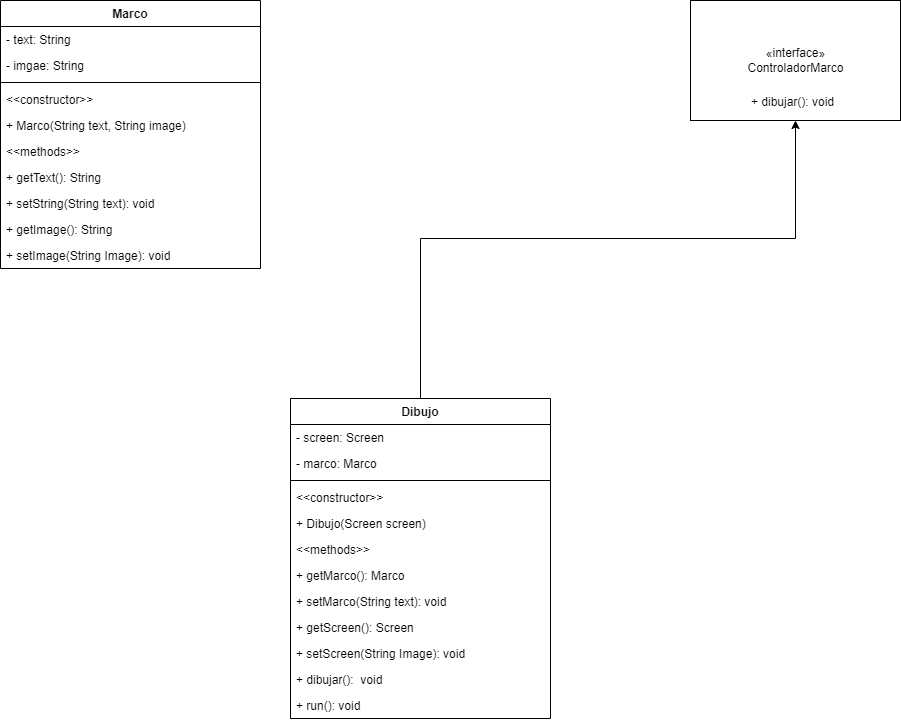 Marco
- text: String
- imgae: String
<<constructor>>
+ Marco(String text, String image)
<<methods>>
+ getText(): String
+ setString(String text): void
+ getImage(): String
+ setImage(String Image): void
«interface»
ControladorMarco
+ dibujar(): void
Dibujo
- screen: Screen
- marco: Marco
<<constructor>>
+ Dibujo(Screen screen)
<<methods>>
+ getMarco(): Marco
+ setMarco(String text): void
+ getScreen(): Screen
+ setScreen(String Image): void
+ dibujar():  void
+ run(): void